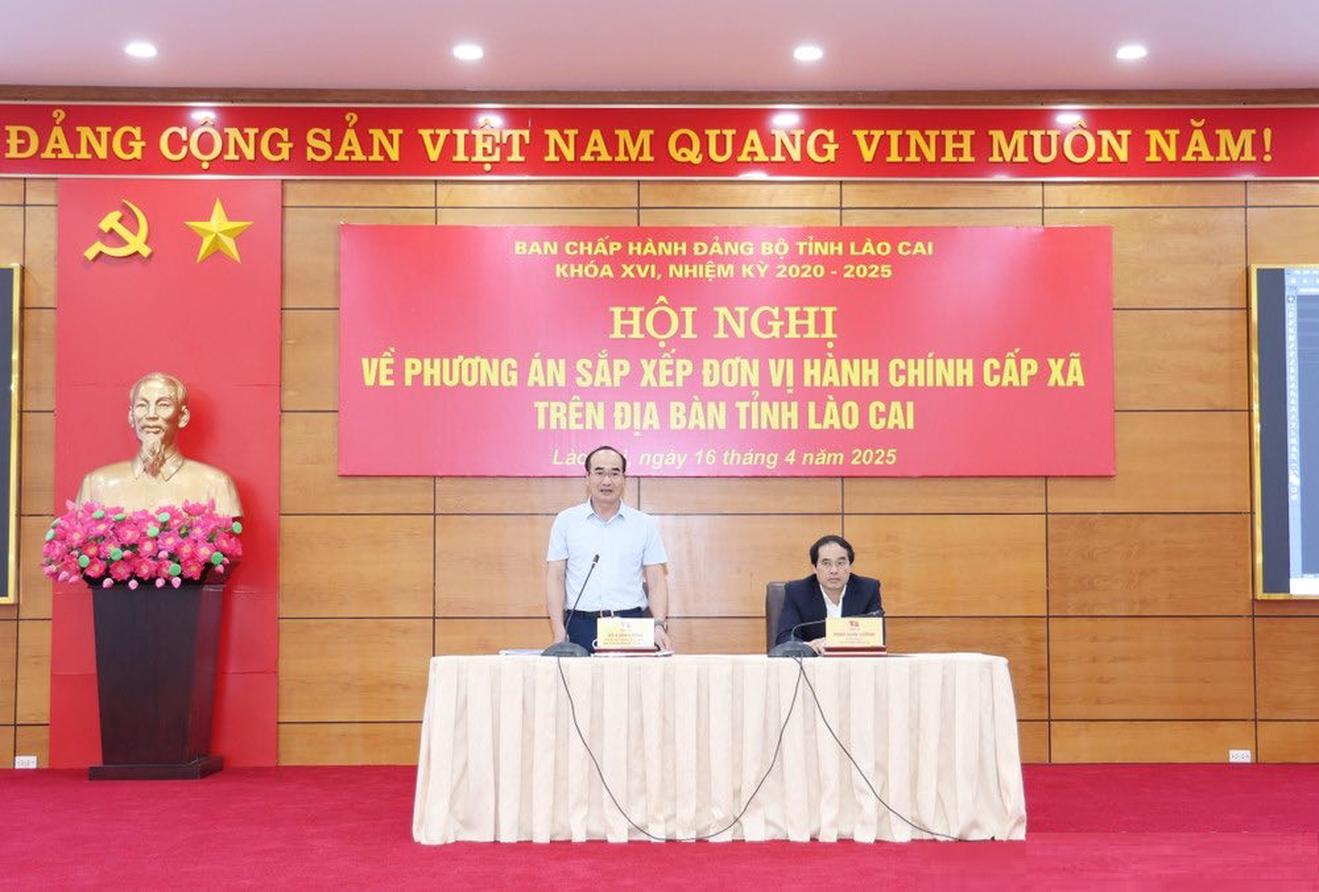 ĐẢNG CỘNG SẢN VIỆT NAM QUANG VINH MUÔN NĂM!
BAN CHẤP HÀNH ĐẢNG BỘ TỈNH LÀO CAI
KHÓA XVI, NHIỆM KỲ 2020 - 2025
HỘI NGHỊ
VỀ PHƯƠNG ÁN SẮP XẾP ĐƠN VỊ HÀNH CHÍNH CẤP XÃ
TRÊN ĐỊA BÀN TỈNH LÀO CAI
Lào , ngày 16 tháng 4 năm 2025